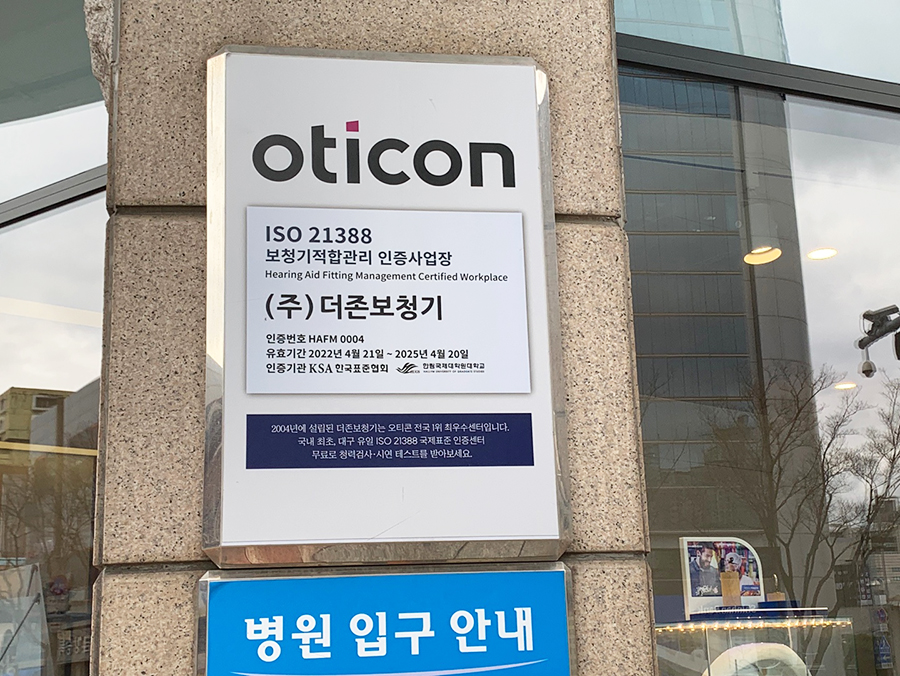 oticon
ISO 21388
보청기적합관리 인증사업장
Hearing Aid Fitting Management Certified Workplace
(주)더존보청기
인증번호 HAFM 0004
유효기간 2022년 4월 21일 ~ 2025년 4월 20일
인증기관 KSA 한국표준협회 한림국제대학원대학교
2004년에 설립된 더존보청기는 오티콘 전국 1위 최우수센터입니다.
국내 최초, 대구 유일 ISO 21388 국제표준 인증센터
무료로 청력검사·시연 테스트를 받아보세요.
병원 입구 안내